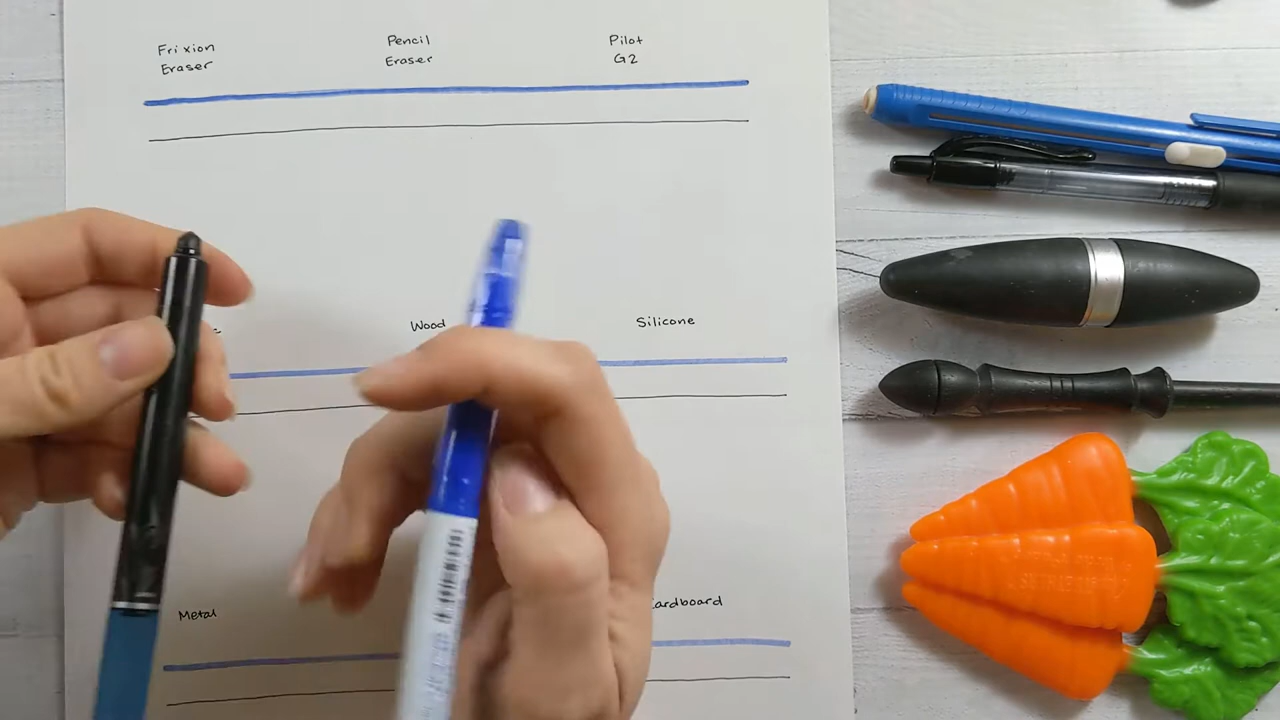 Frixion
Eraser
Pencil
Eraser
Pilot
G2
Wood
Silicone
Metal